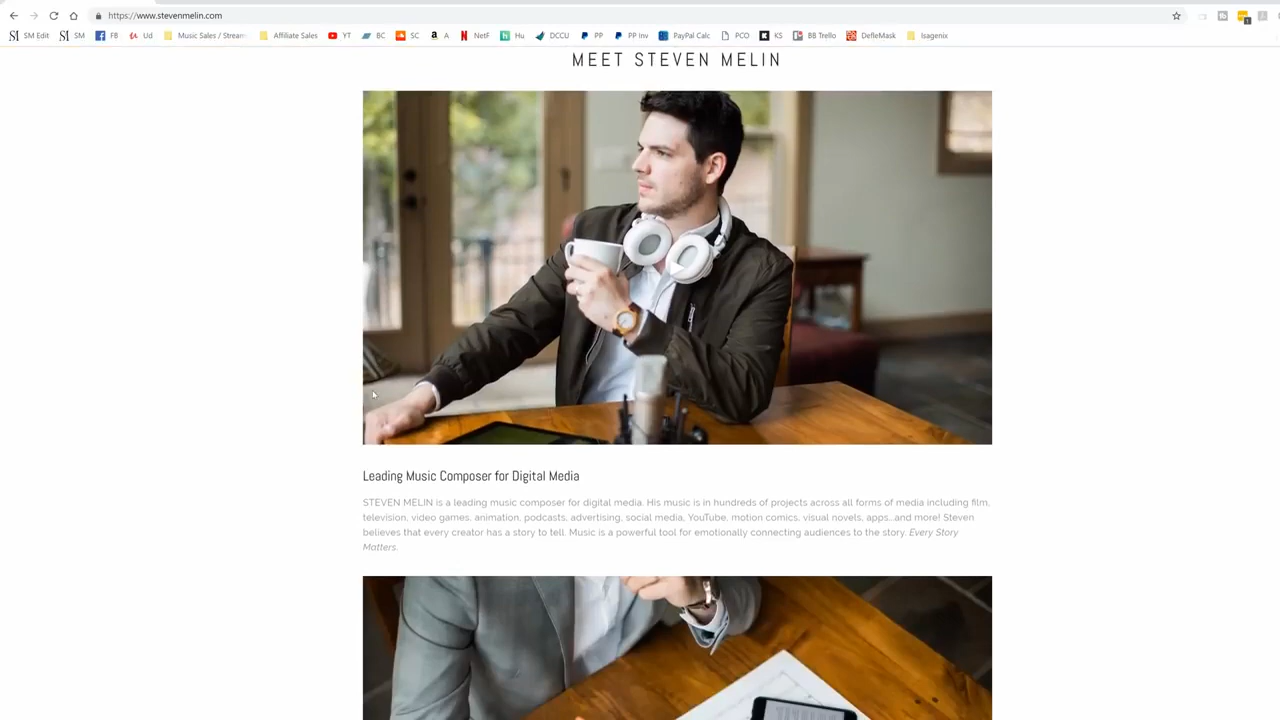 https://www.stevenmelin.com
SM Edit SM FB Ud Music Sales / Stream Affiliate Sales YT BC SC A NetF Hu DCCU PP PP Inv PayPal Calc PCO KS BB Trello DefleMask Isagenix
MEET STEVEN MELIN
Leading Music Composer for Digital Media
STEVEN MELIN is a leading music composer for digital media. His music is in hundreds of projects across all forms of media including film,
television, video games, animation, podcasts, advertising, social media, YouTube, motion comics, visual novels, apps...and more! Steven
believes that every creator has a story to tell. Music is a powerful tool for emotionally connecting audiences to the story. Every Story
Matters.